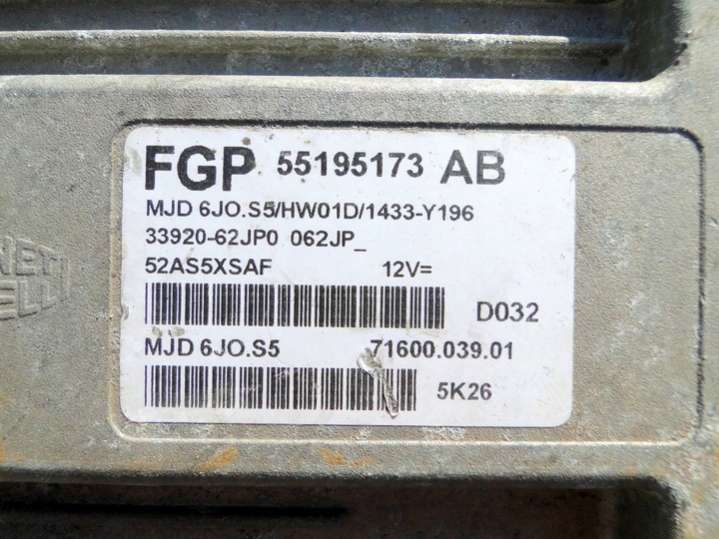 FGP 55195173 AB
MJD 6JO.S5/HW01D/1433-Y196
33920-62JP0 062JP_
52AS5XSAF 12V=
D032
MJD 6JO.S5 71600.039.01
5K26